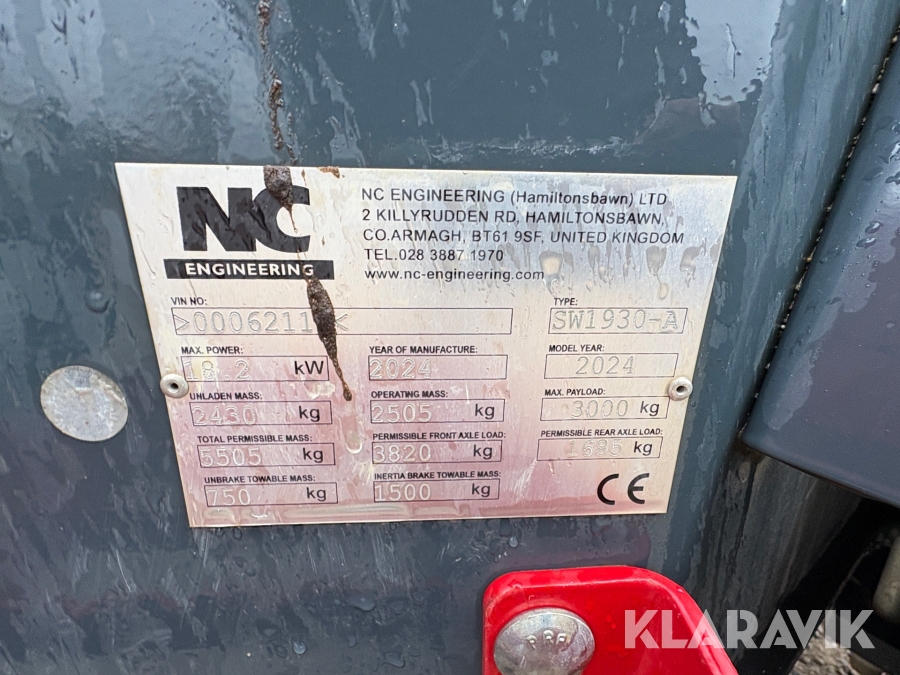 NC ENGINEERING
NC ENGINEERING (Hamiltonsbawn) LTD
2 KILLYRUDDEN RD, HAMILTONSBAWN,
CO.ARMAGH, BT61 9SF, UNITED KINGDOM
TEL.028 3887 1970
www.nc-engineering.com
VIN NO:
TYPE:
SW1930-A
MAX. POWER:
18.2 kW
YEAR OF MANUFACTURE:
2024
MODEL YEAR:
2024
UNLADEN MASS:
2430 kg
OPERATING MASS:
2505 kg
MAX. PAYLOAD:
3000 kg
TOTAL PERMISSIBLE MASS:
5505 kg
PERMISSIBLE FRONT AXLE LOAD:
3820 kg
PERMISSIBLE REAR AXLE LOAD:
1685 kg
UNBRAKE TOWABLE MASS:
750 kg
INERTIA BRAKE TOWABLE MASS:
1500 kg
CE
KLARAVIK